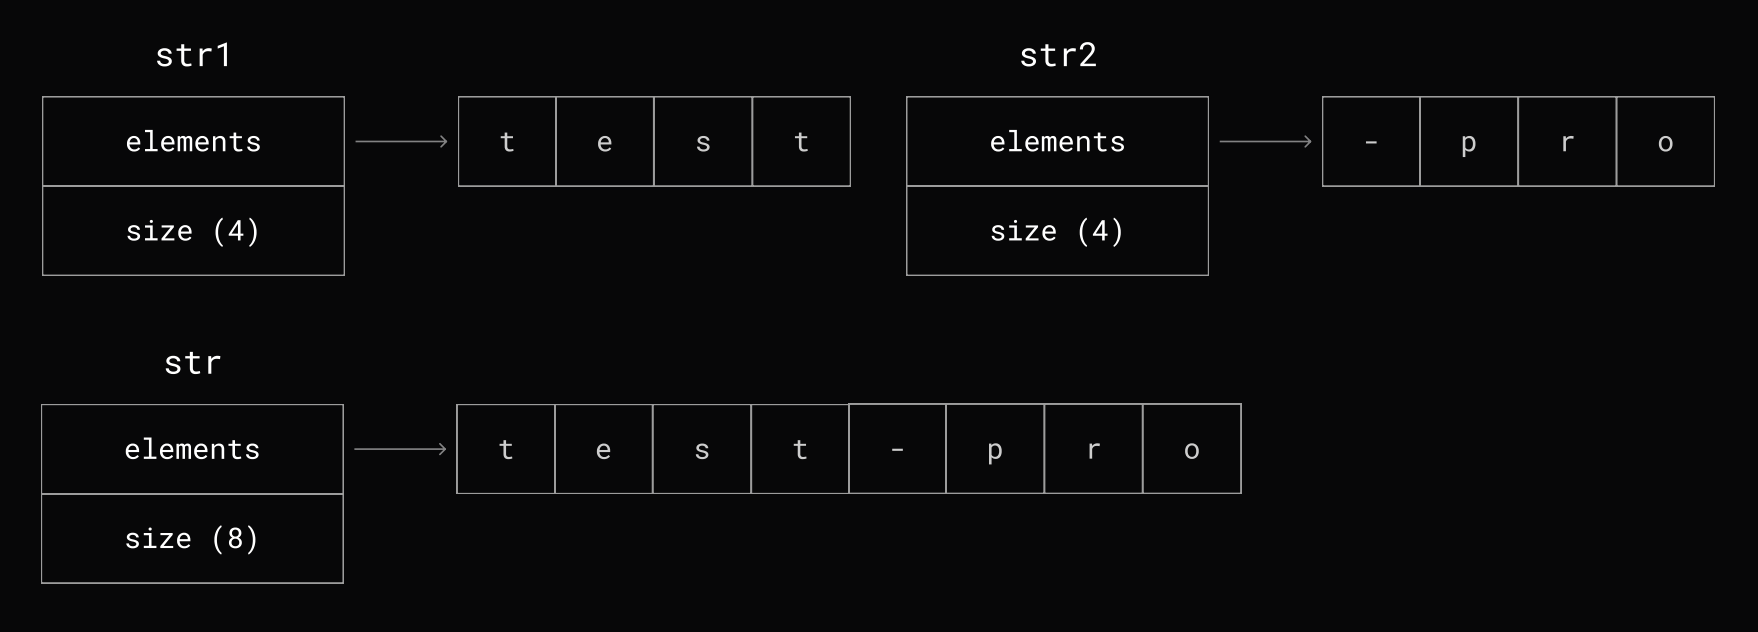 str1 str2
elements t e s t elements - p r o
size (4) size (4)
str
elements t e s t - p r o
size (8)